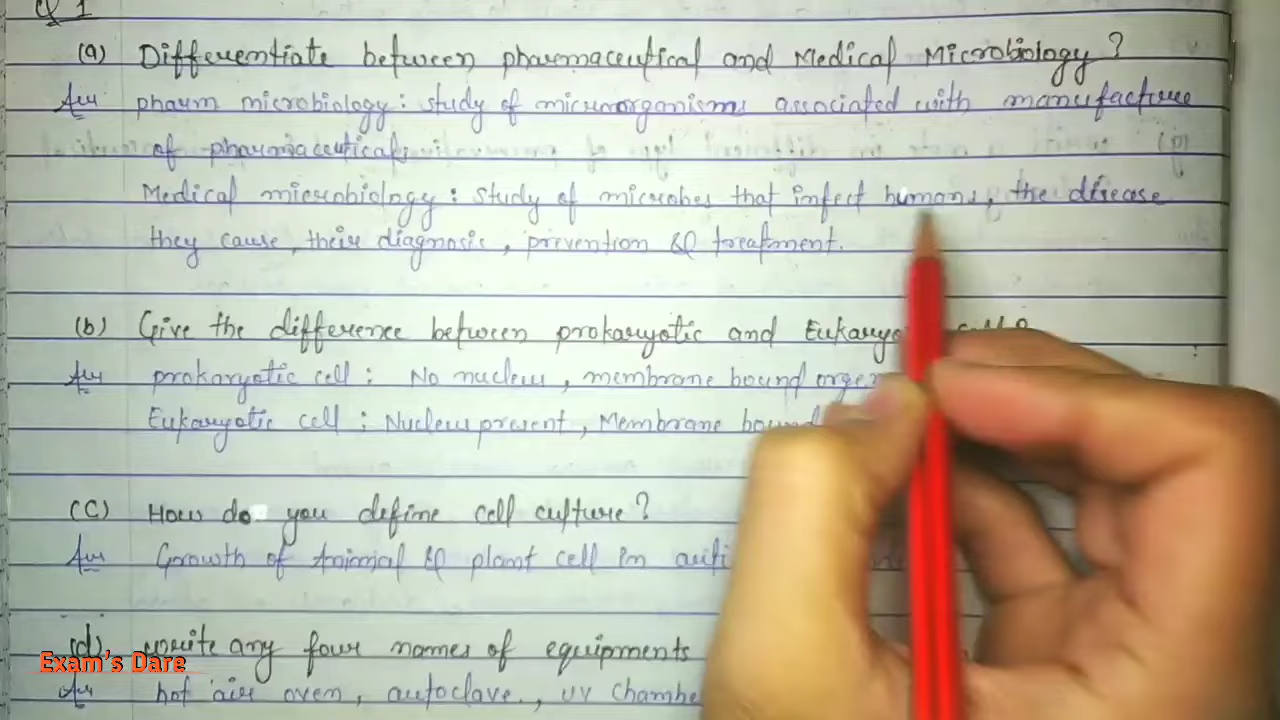 Q 1
(a) Differentiate between pharmaceutical and Medical Microbiology?
Ans pharm microbiology: study of microorganisms associated with manufacture
of pharmaceuticals
Medical microbiology: study of microbes that infect humans, the disease
they cause, their diagnosis, prevention & treatment.
(b) Give the difference between prokaryotic and Eukaryo
Ans prokaryotic cell: No nucleus, membrane bound
Eukaryotic cell: Nucleus present, Membrane bound
(C) How do you define cell culture?
Ans Growth of Animal & plant cell in
(d) write any four names of equipments
Exam's Dare
Ans hot air oven, autoclave, UV Chambe